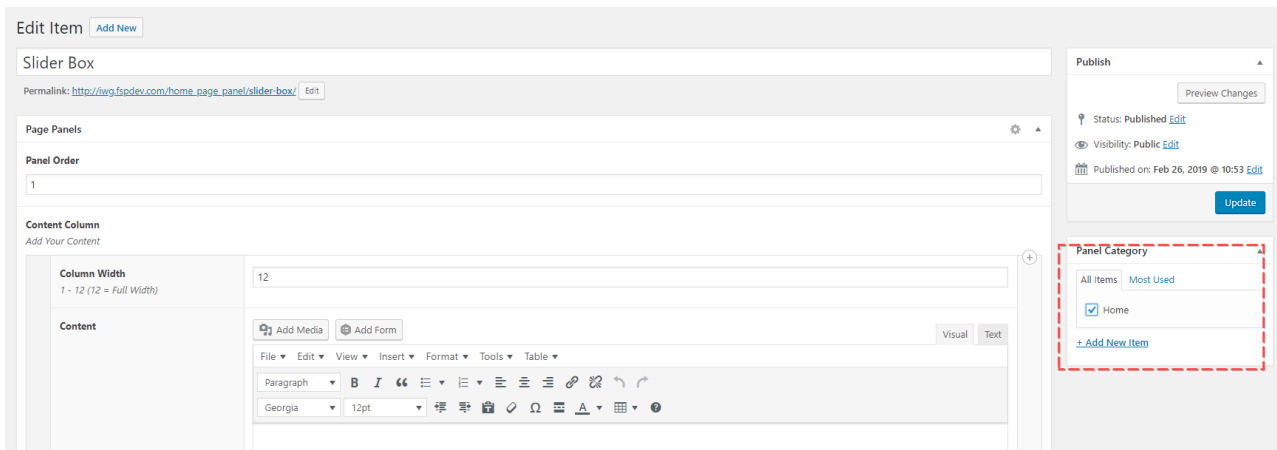 Edit Item Add New
Slider Box
Permalink: http://iwg.fspdev.com/home_page_panel/slider-box/ Edit
Page Panels
Panel Order
1
Content Column
Add Your Content
Column Width
1 - 12 (12 = Full Width)
12
Content
Add Media Add Form
Visual Text
File Edit View Insert Format Tools Table
Paragraph
Georgia 12pt
Publish
Preview Changes
Status: Published Edit
Visibility: Public Edit
Published on: Feb 26, 2019 @ 10:53 Edit
Update
Panel Category
All Items Most Used
Home
+ Add New Item